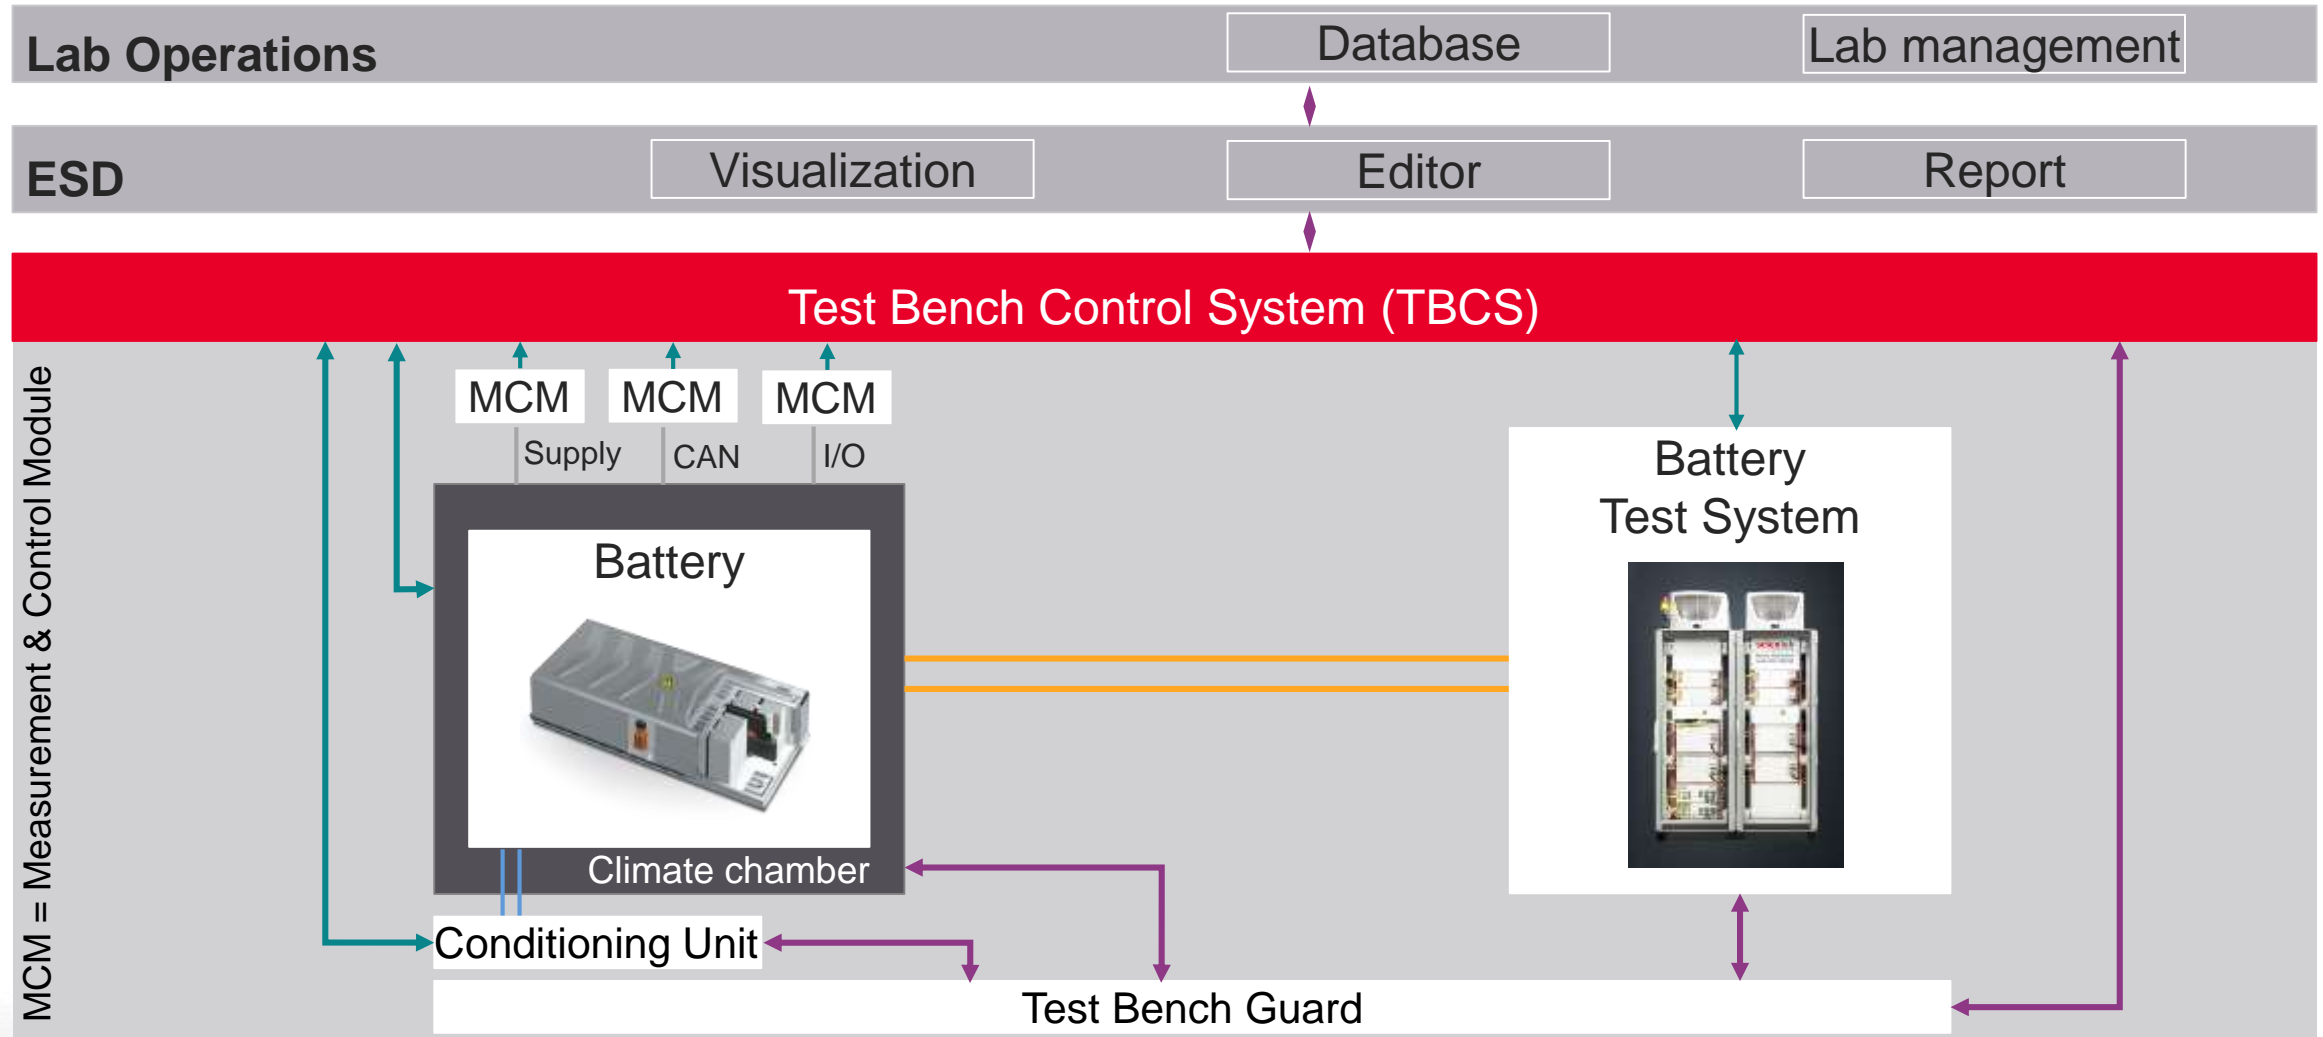 Lab Operations
Database
Lab management
ESD
Visualization
Editor
Report
Test Bench Control System (TBCS)
MCM = Measurement & Control Module
MCM
MCM
MCM
Supply
CAN
I/O
Battery
Test System
Battery
Climate chamber
Conditioning Unit
Test Bench Guard